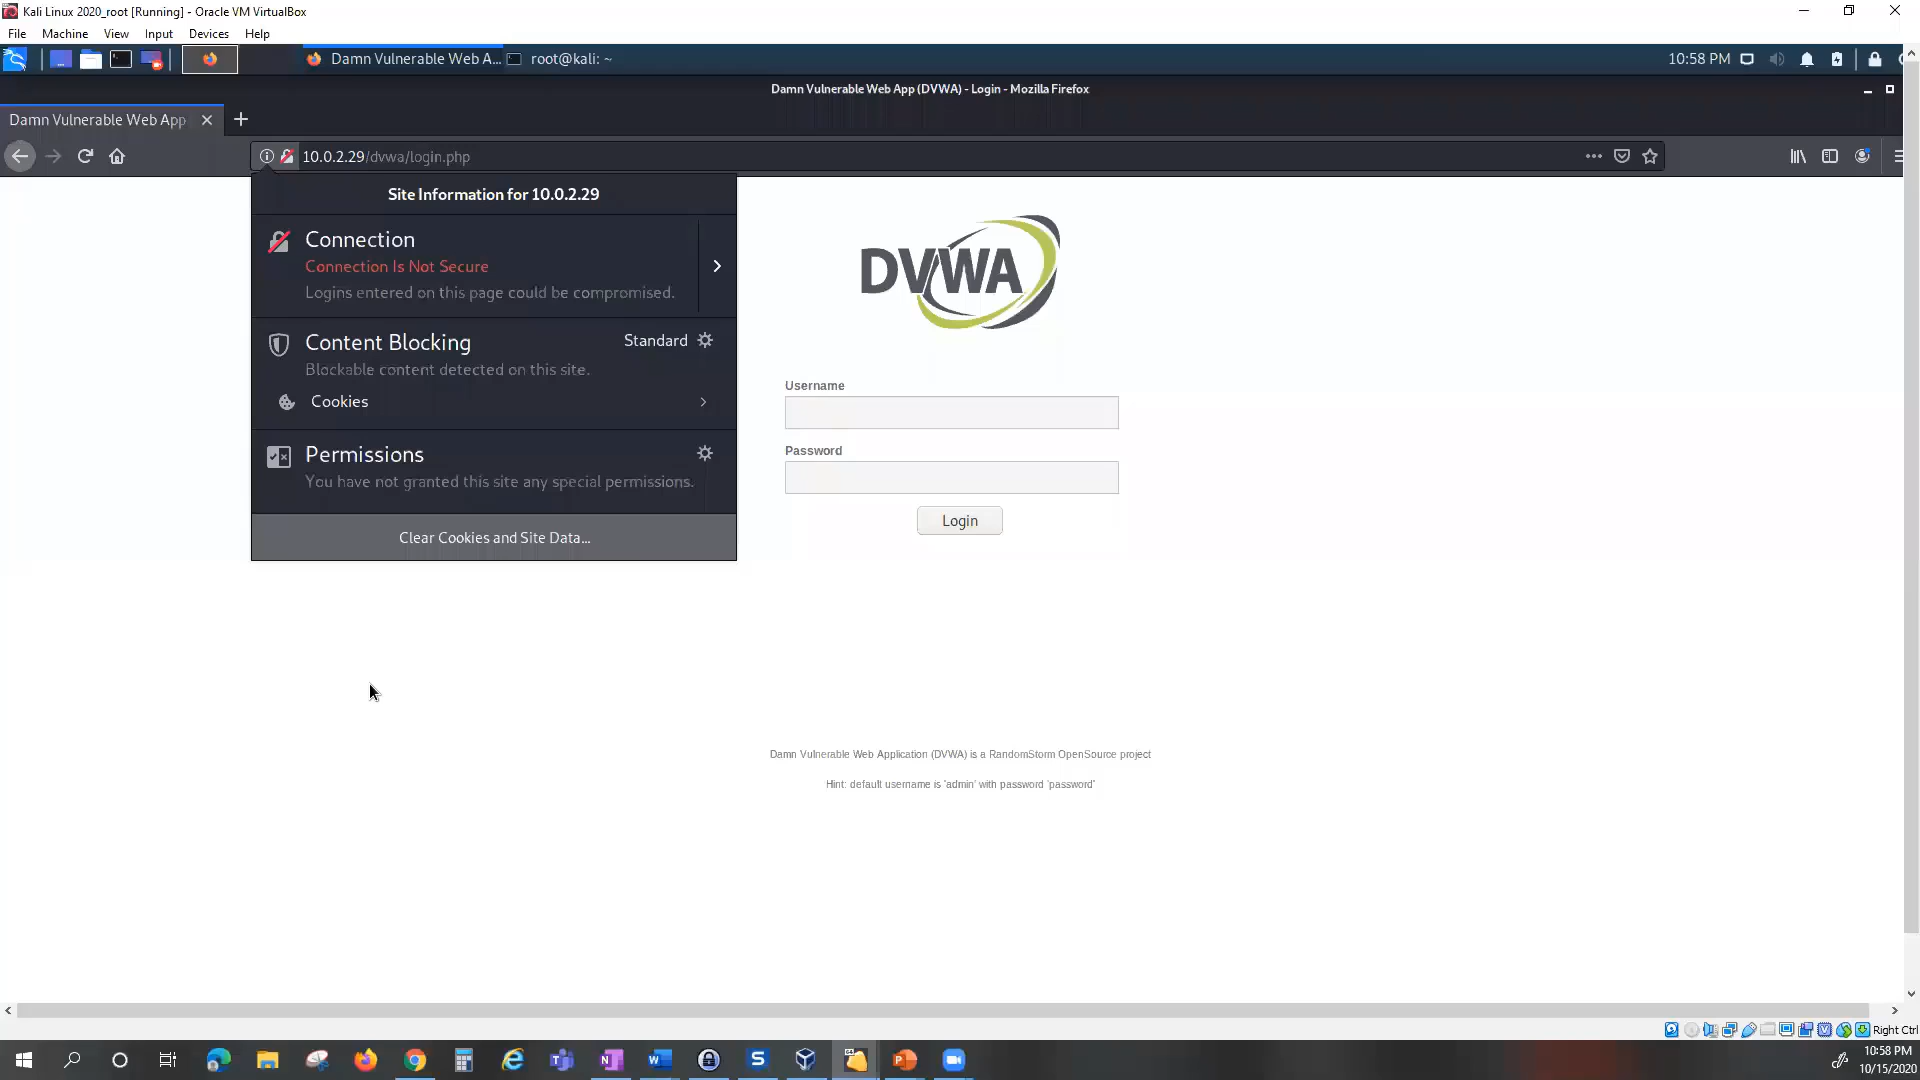 Kali Linux 2020_root [Running] - Oracle VM VirtualBox
File Machine View Input Devices Help
Damn Vulnerable Web A... root@kali: ~ 10:58 PM
Damn Vulnerable Web App (DVWA) - Login - Mozilla Firefox
Damn Vulnerable Web App
10.0.2.29/dvwa/login.php
Site Information for 10.0.2.29
Connection
Connection Is Not Secure
Logins entered on this page could be compromised.
Content Blocking Standard
Blockable content detected on this site.
Cookies
Permissions
You have not granted this site any special permissions.
Clear Cookies and Site Data...
DVWA
Username
Password
Login
Damn Vulnerable Web Application (DVWA) is a RandomStorm OpenSource project
Hint: default username is 'admin' with password 'password'
Right Ctrl
10:58 PM
10/15/2020